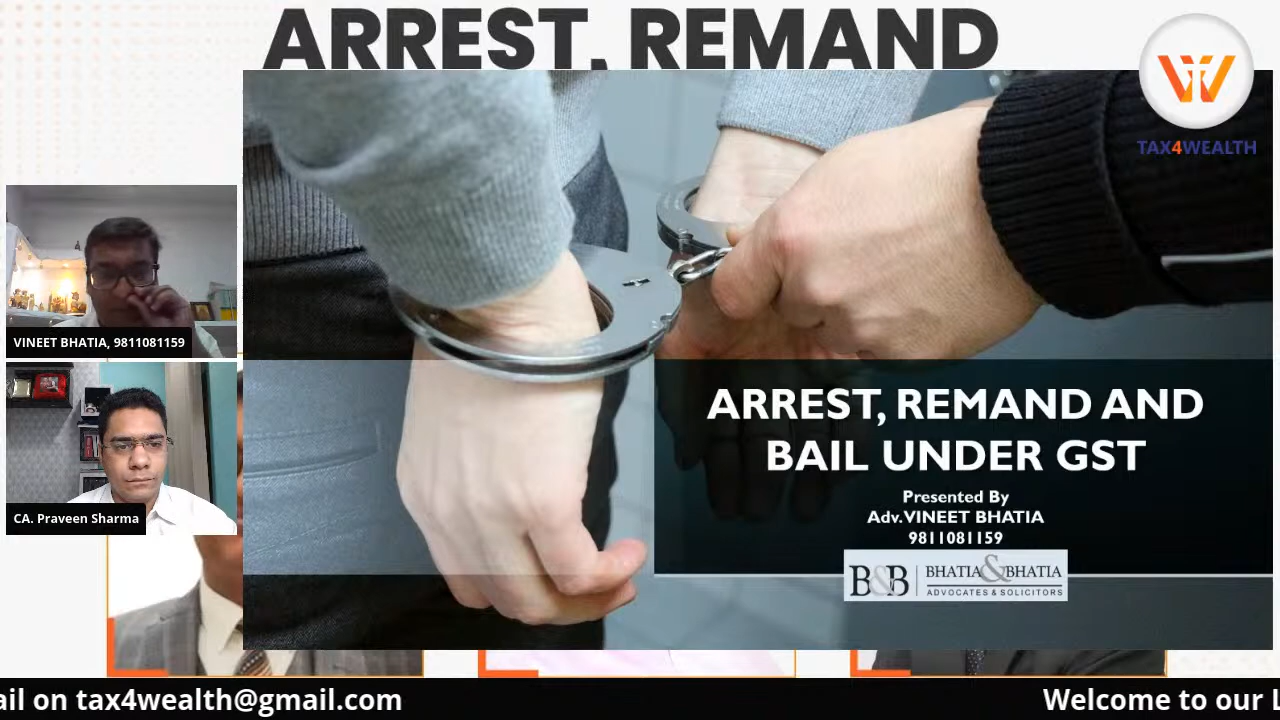 ARREST, REMAND
TAX4WEALTH
VINEET BHATIA, 9811081159
CA. Praveen Sharma
ARREST, REMAND AND
BAIL UNDER GST
Presented By
Adv.VINEET BHATIA
9811081159
B&B
BHATIA&BHATIA
ADVOCATES & SOLICITORS
ail on tax4wealth@gmail.com
Welcome to our L